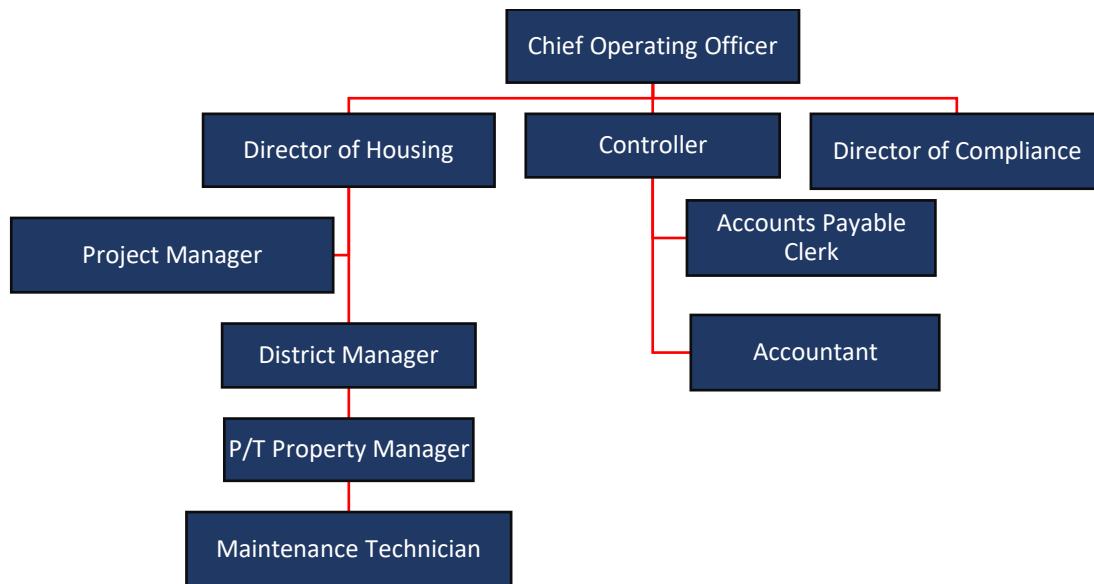 Chief Operating Officer
Director of Housing
Controller
Director of Compliance
Project Manager
Accounts Payable
Clerk
District Manager
Accountant
P/T Property Manager
Maintenance Technician